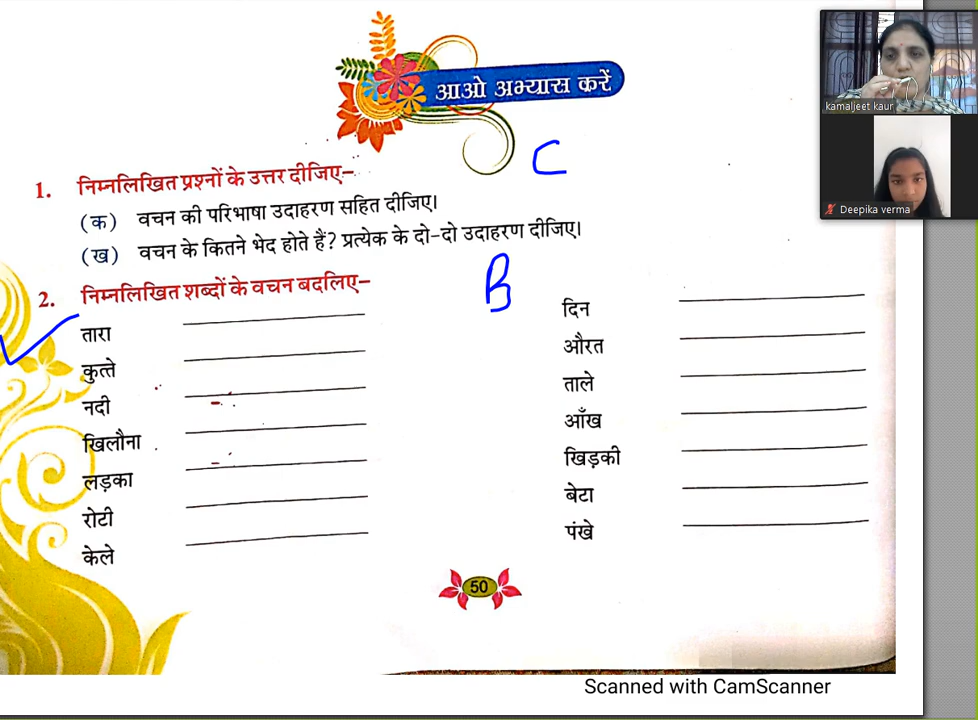 आओ अभ्यास करें
C
1. निम्नलिखित प्रश्नों के उत्तर दीजिए-
(क) वचन की परिभाषा उदाहरण सहित दीजिए।
(ख) वचन के कितने भेद होते हैं? प्रत्येक के दो-दो उदाहरण दीजिए।
B
2. निम्नलिखित शब्दों के वचन बदलिए-
तारा
कुत्ते
नदी
खिलौना
लड़का
रोटी
केले
दिन
औरत
ताले
आँख
खिड़की
बेटा
पंखे
50
Scanned with CamScanner
kamaljeet kaur
Deepika verma